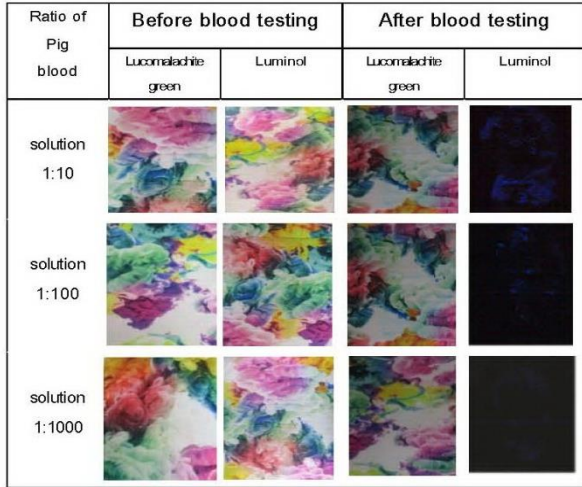 Ratio of
Pig
blood
Before blood testing
After blood testing
Lucomalachite
green
Luminol
Lucomalachite
green
Luminol
solution
1:10
solution
1:100
solution
1:1000